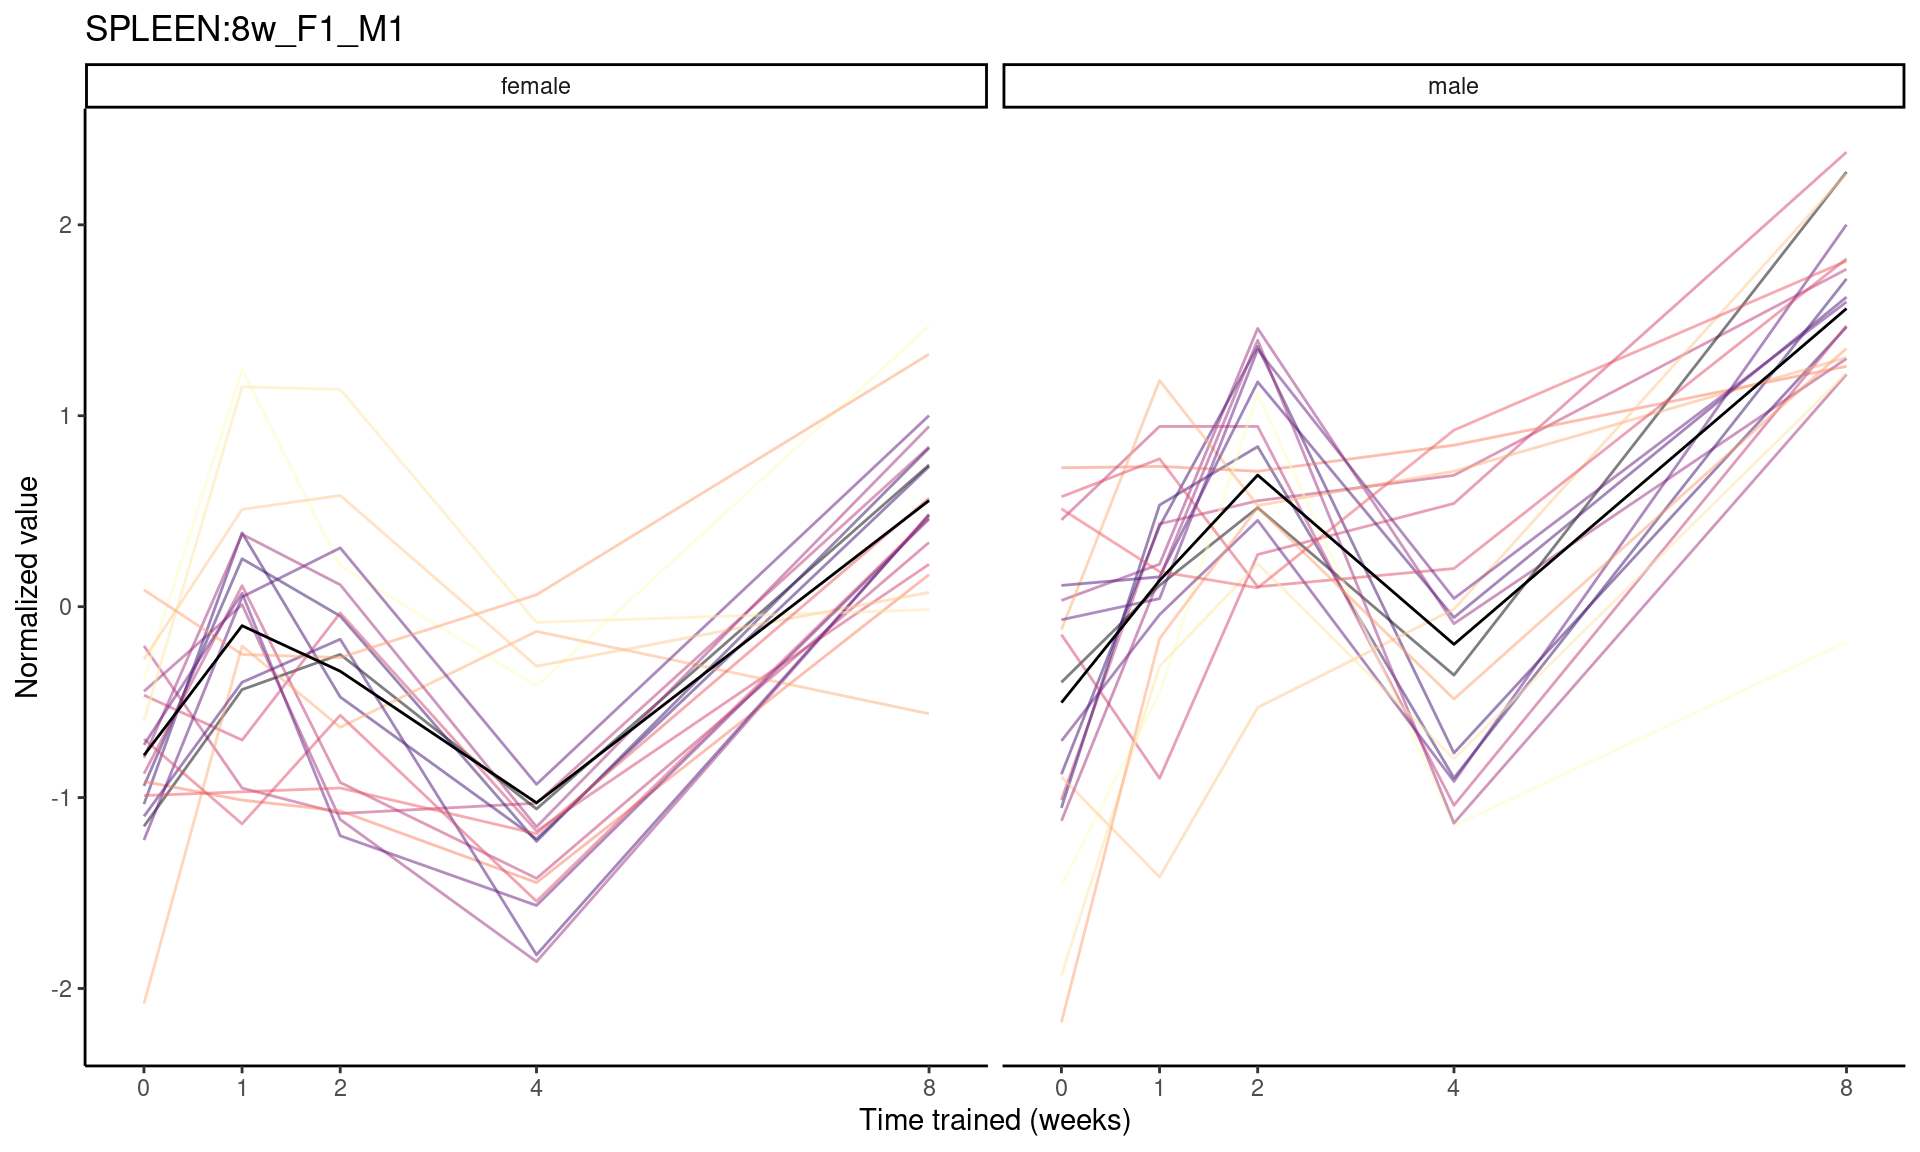 SPLEEN:8w_F1_M1
female
male
Normalized value
2
1
0
-1
-2
0 1 2 4 8
0 1 2 4 8
Time trained (weeks)